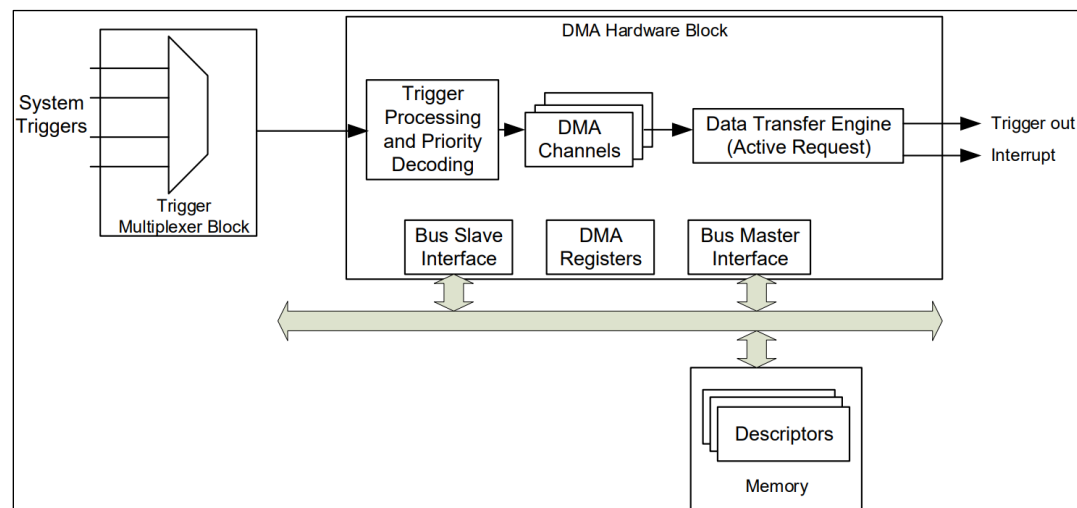 DMA Hardware Block
System
Triggers
Trigger
Multiplexer Block
Trigger
Processing
and Priority
Decoding
DMA
Channels
Data Transfer Engine
(Active Request)
Trigger out
Interrupt
Bus Slave
Interface
DMA
Registers
Bus Master
Interface
Descriptors
Memory